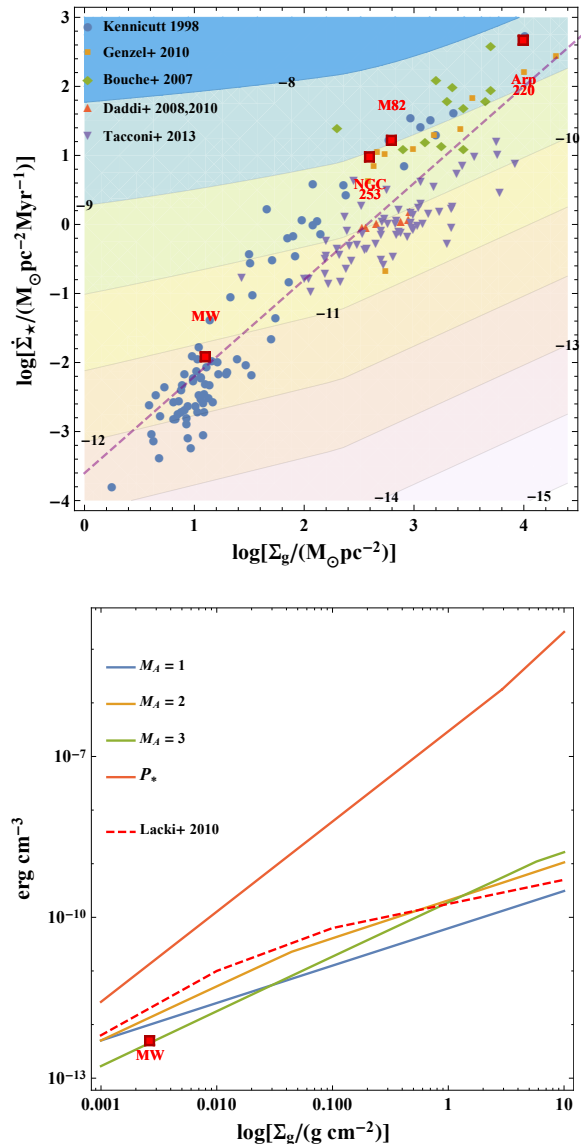 3
2
1
0
−1
−2
−3
−4
Kennicutt 1998
Genzel+ 2010
Bouche+ 2007
Daddi+ 2008,2010
Tacconi+ 2013
−8
−9
−10
−11
−12
−13
−14
−15
M82
Arp
220
NGC
253
MW
0 1 2 3 4
log[Σ̇⋆/(M⊙pc⁻²Myr⁻¹)]
log[Σg/(M⊙pc⁻²)]
M_A = 1
M_A = 2
M_A = 3
P*
Lacki+ 2010
MW
10⁻⁷
10⁻¹⁰
10⁻¹³
erg cm⁻³
0.001 0.010 0.100 1 10
log[Σg/(g cm⁻²)]